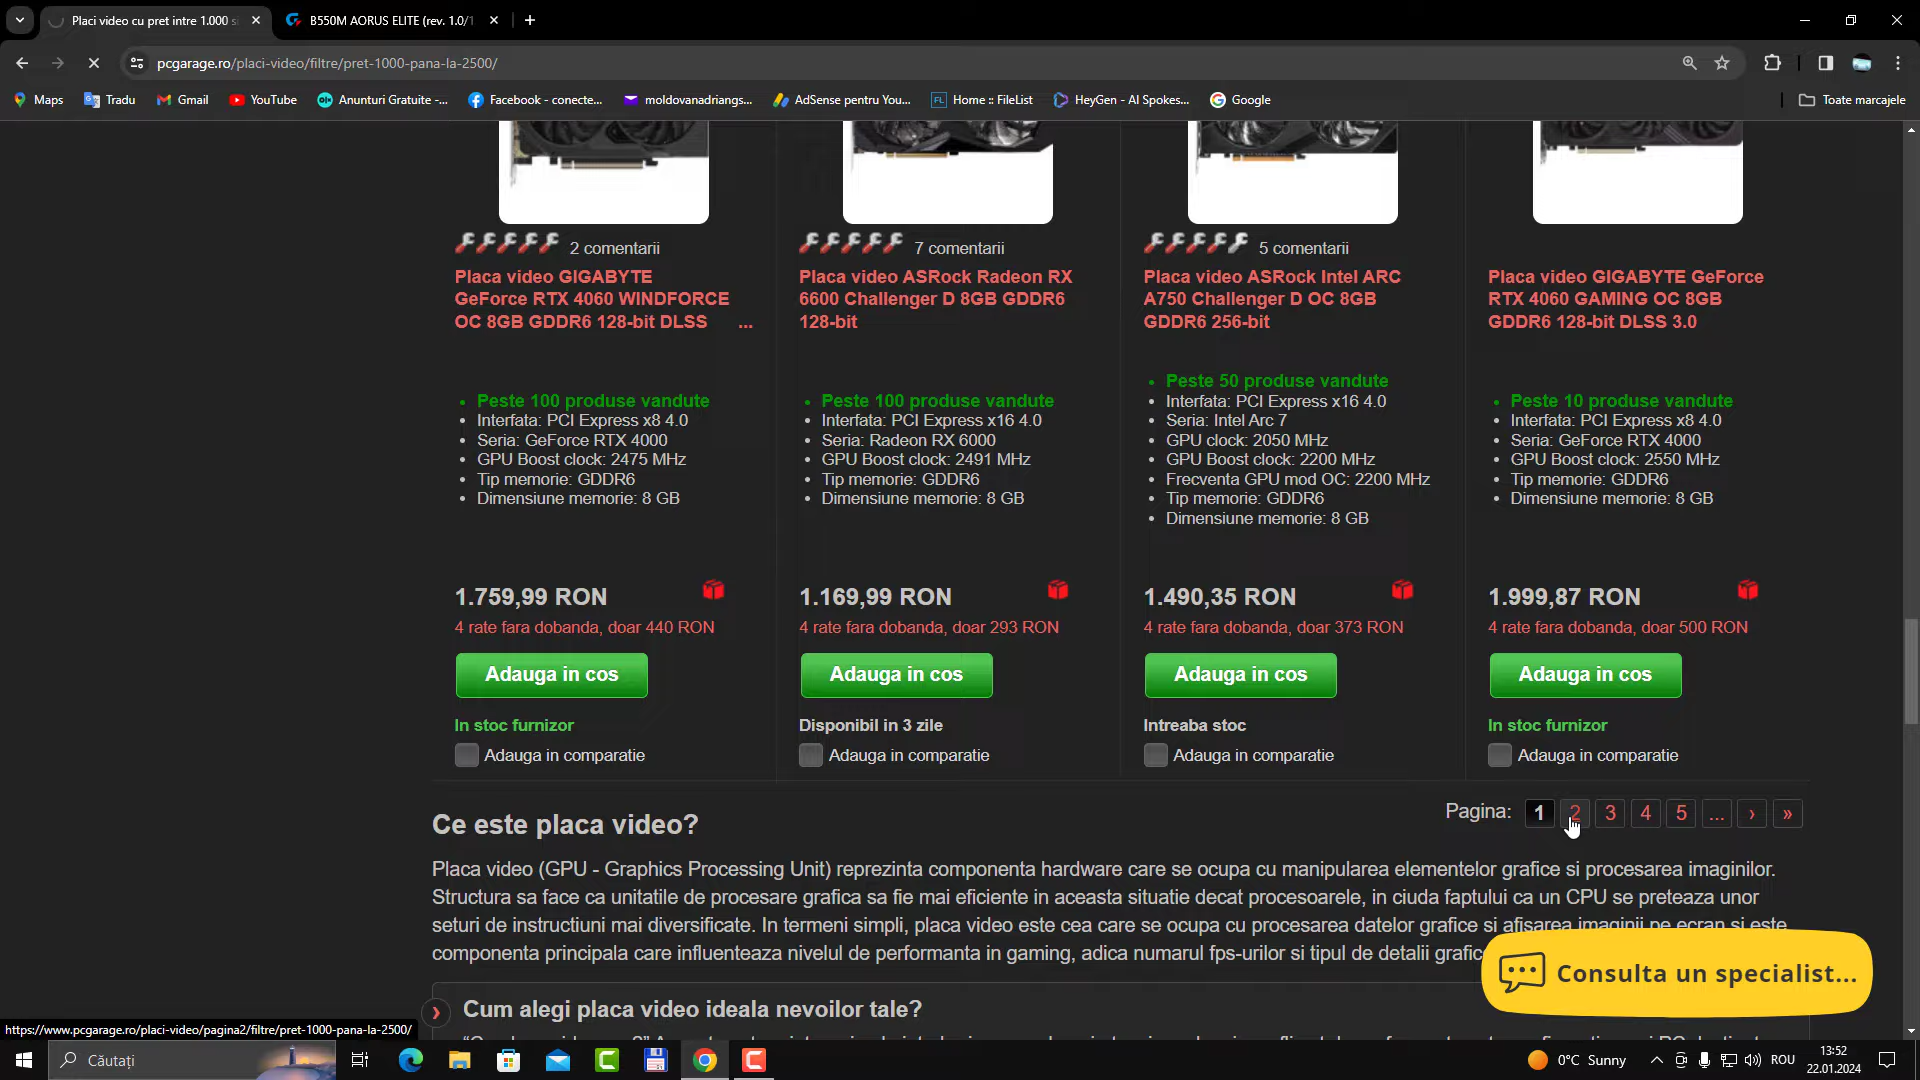 Placi video cu pret intre 1.000 si
B550M AORUS ELITE (rev. 1.0/1
pcgarage.ro/placi-video/filtre/pret-1000-pana-la-2500/
Maps
Tradu
Gmail
YouTube
Anunturi Gratuite -...
Facebook - conecte...
moldovanadriangs...
AdSense pentru You...
FL Home :: FileList
HeyGen - AI Spokes...
Google
Toate marcajele
2 comentarii
7 comentarii
5 comentarii
Placa video GIGABYTE
GeForce RTX 4060 WINDFORCE
OC 8GB GDDR6 128-bit DLSS ...
Placa video ASRock Radeon RX
6600 Challenger D 8GB GDDR6
128-bit
Placa video ASRock Intel ARC
A750 Challenger D OC 8GB
GDDR6 256-bit
Placa video GIGABYTE GeForce
RTX 4060 GAMING OC 8GB
GDDR6 128-bit DLSS 3.0
Peste 100 produse vandute
Interfata: PCI Express x8 4.0
Seria: GeForce RTX 4000
GPU Boost clock: 2475 MHz
Tip memorie: GDDR6
Dimensiune memorie: 8 GB
Peste 100 produse vandute
Interfata: PCI Express x16 4.0
Seria: Radeon RX 6000
GPU Boost clock: 2491 MHz
Tip memorie: GDDR6
Dimensiune memorie: 8 GB
Peste 50 produse vandute
Interfata: PCI Express x16 4.0
Seria: Intel Arc 7
GPU clock: 2050 MHz
GPU Boost clock: 2200 MHz
Frecventa GPU mod OC: 2200 MHz
Tip memorie: GDDR6
Dimensiune memorie: 8 GB
Peste 10 produse vandute
Interfata: PCI Express x8 4.0
Seria: GeForce RTX 4000
GPU Boost clock: 2550 MHz
Tip memorie: GDDR6
Dimensiune memorie: 8 GB
1.759,99 RON
4 rate fara dobanda, doar 440 RON
Adauga in cos
In stoc furnizor
Adauga in comparatie
1.169,99 RON
4 rate fara dobanda, doar 293 RON
Adauga in cos
Disponibil in 3 zile
Adauga in comparatie
1.490,35 RON
4 rate fara dobanda, doar 373 RON
Adauga in cos
Intreaba stoc
Adauga in comparatie
1.999,87 RON
4 rate fara dobanda, doar 500 RON
Adauga in cos
In stoc furnizor
Adauga in comparatie
Pagina: 1 2 3 4 5 ... › »
Ce este placa video?
Placa video (GPU - Graphics Processing Unit) reprezinta componenta hardware care se ocupa cu manipularea elementelor grafice si procesarea imaginilor.
Structura sa face ca unitatile de procesare grafica sa fie mai eficiente in aceasta situatie decat procesoarele, in ciuda faptului ca un CPU se preteaza unor
seturi de instructiuni mai diversificate. In termeni simpli, placa video este cea care se ocupa cu procesarea datelor grafice si afisarea imaginii pe ecran si este
componenta principala care influenteaza nivelul de performanta in gaming, adica numarul fps-urilor si tipul de detalii grafice
Consulta un specialist...
Cum alegi placa video ideala nevoilor tale?
https://www.pcgarage.ro/placi-video/pagina2/filtre/pret-1000-pana-la-2500/
Căutați
0°C Sunny
ROU
13:52
22.01.2024